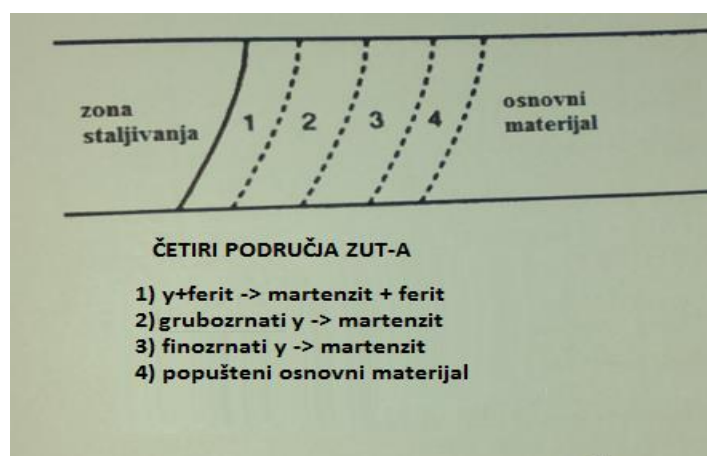 zona
staljivanja
1 2 3 4
osnovni
materijal
ČETIRI PODRUČJA ZUT-A
1) y+ferit -> martenzit + ferit
2)grubozrnati y -> martenzit
3) finozrnati y -> martenzit
4) popušteni osnovni materijal